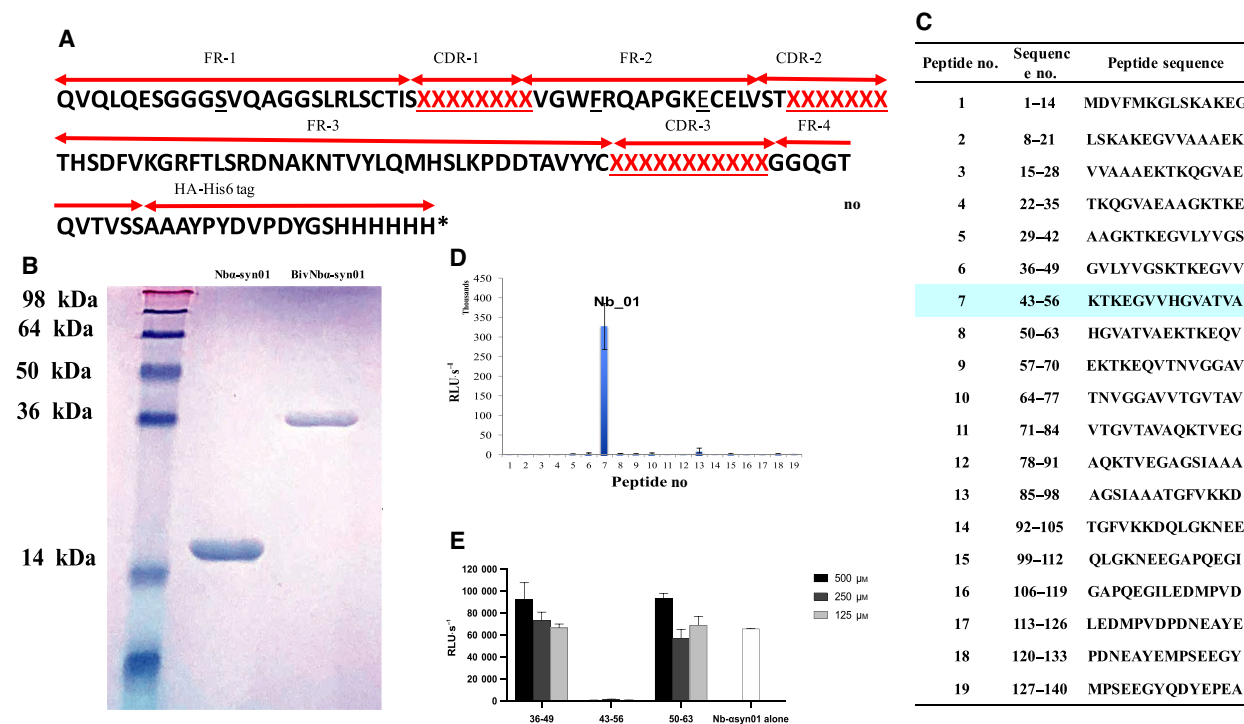 A
FR-1 CDR-1 FR-2 CDR-2
QVQLQESGGGSVQAGGSLRLSCTISXXXXXXXXVGWFRQAPGKECELVSTXXXXXXX
FR-3 CDR-3 FR-4
THSDFVKGRFTLSRDNAKNTVYLQMHSLKPDDTAVYYCXXXXXXXXXXXGGQGT
HA-His6 tag
no
QVTVSSAAAYPYDVPDYGSHHHHHH*
B
Nbα-syn01 BivNbα-syn01
98 kDa
64 kDa
50 kDa
36 kDa
14 kDa
C
Peptide no. Sequenc e no. Peptide sequence
1 1–14 MDVFMKGLSKAKEG
2 8–21 LSKAKEGVVAAAEK
3 15–28 VVAAAEKTKQGVAE
4 22–35 TKQGVAEAAGKTKE
5 29–42 AAGKTKEGVLYVGS
6 36–49 GVLYVGSKTKEGVV
7 43–56 KTKEGVVHGVATVA
8 50–63 HGVATVAEKTKEQV
9 57–70 EKTKEQVTNVGGAV
10 64–77 TNVGGAVVTGVTAV
11 71–84 VTGVTAVAQKTVEG
12 78–91 AQKTVEGAGSIAAA
13 85–98 AGSIAAATGFVKKD
14 92–105 TGFVKKDQLGKNEE
15 99–112 QLGKNEEGAPQEGI
16 106–119 GAPQEGILEDMPVD
17 113–126 LEDMPVDPDNEAYE
18 120–133 PDNEAYEMPSEEGY
19 127–140 MPSEEGYQDYEPEA
D
Thousands
RLU·s⁻¹
450
400
350
300
250
200
150
100
50
0
Nb_01
1 2 3 4 5 6 7 8 9 10 11 12 13 14 15 16 17 18 19
Peptide no
E
RLU·s⁻¹
120 000
100 000
80 000
60 000
40 000
20 000
0
500 μM
250 μM
125 μM
36-49 43-56 50-63 Nb-αsyn01 alone